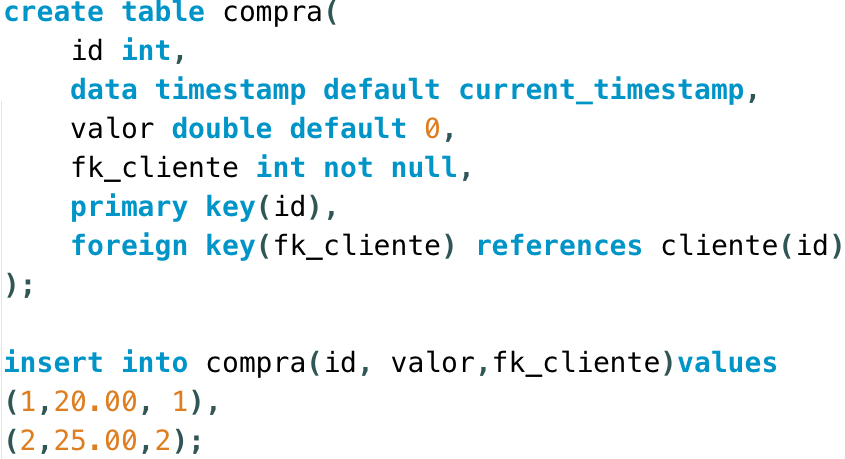 create table compra(
    id int,
    data timestamp default current_timestamp,
    valor double default 0,
    fk_cliente int not null,
    primary key(id),
    foreign key(fk_cliente) references cliente(id)
);

insert into compra(id, valor,fk_cliente)values
(1,20.00, 1),
(2,25.00,2);